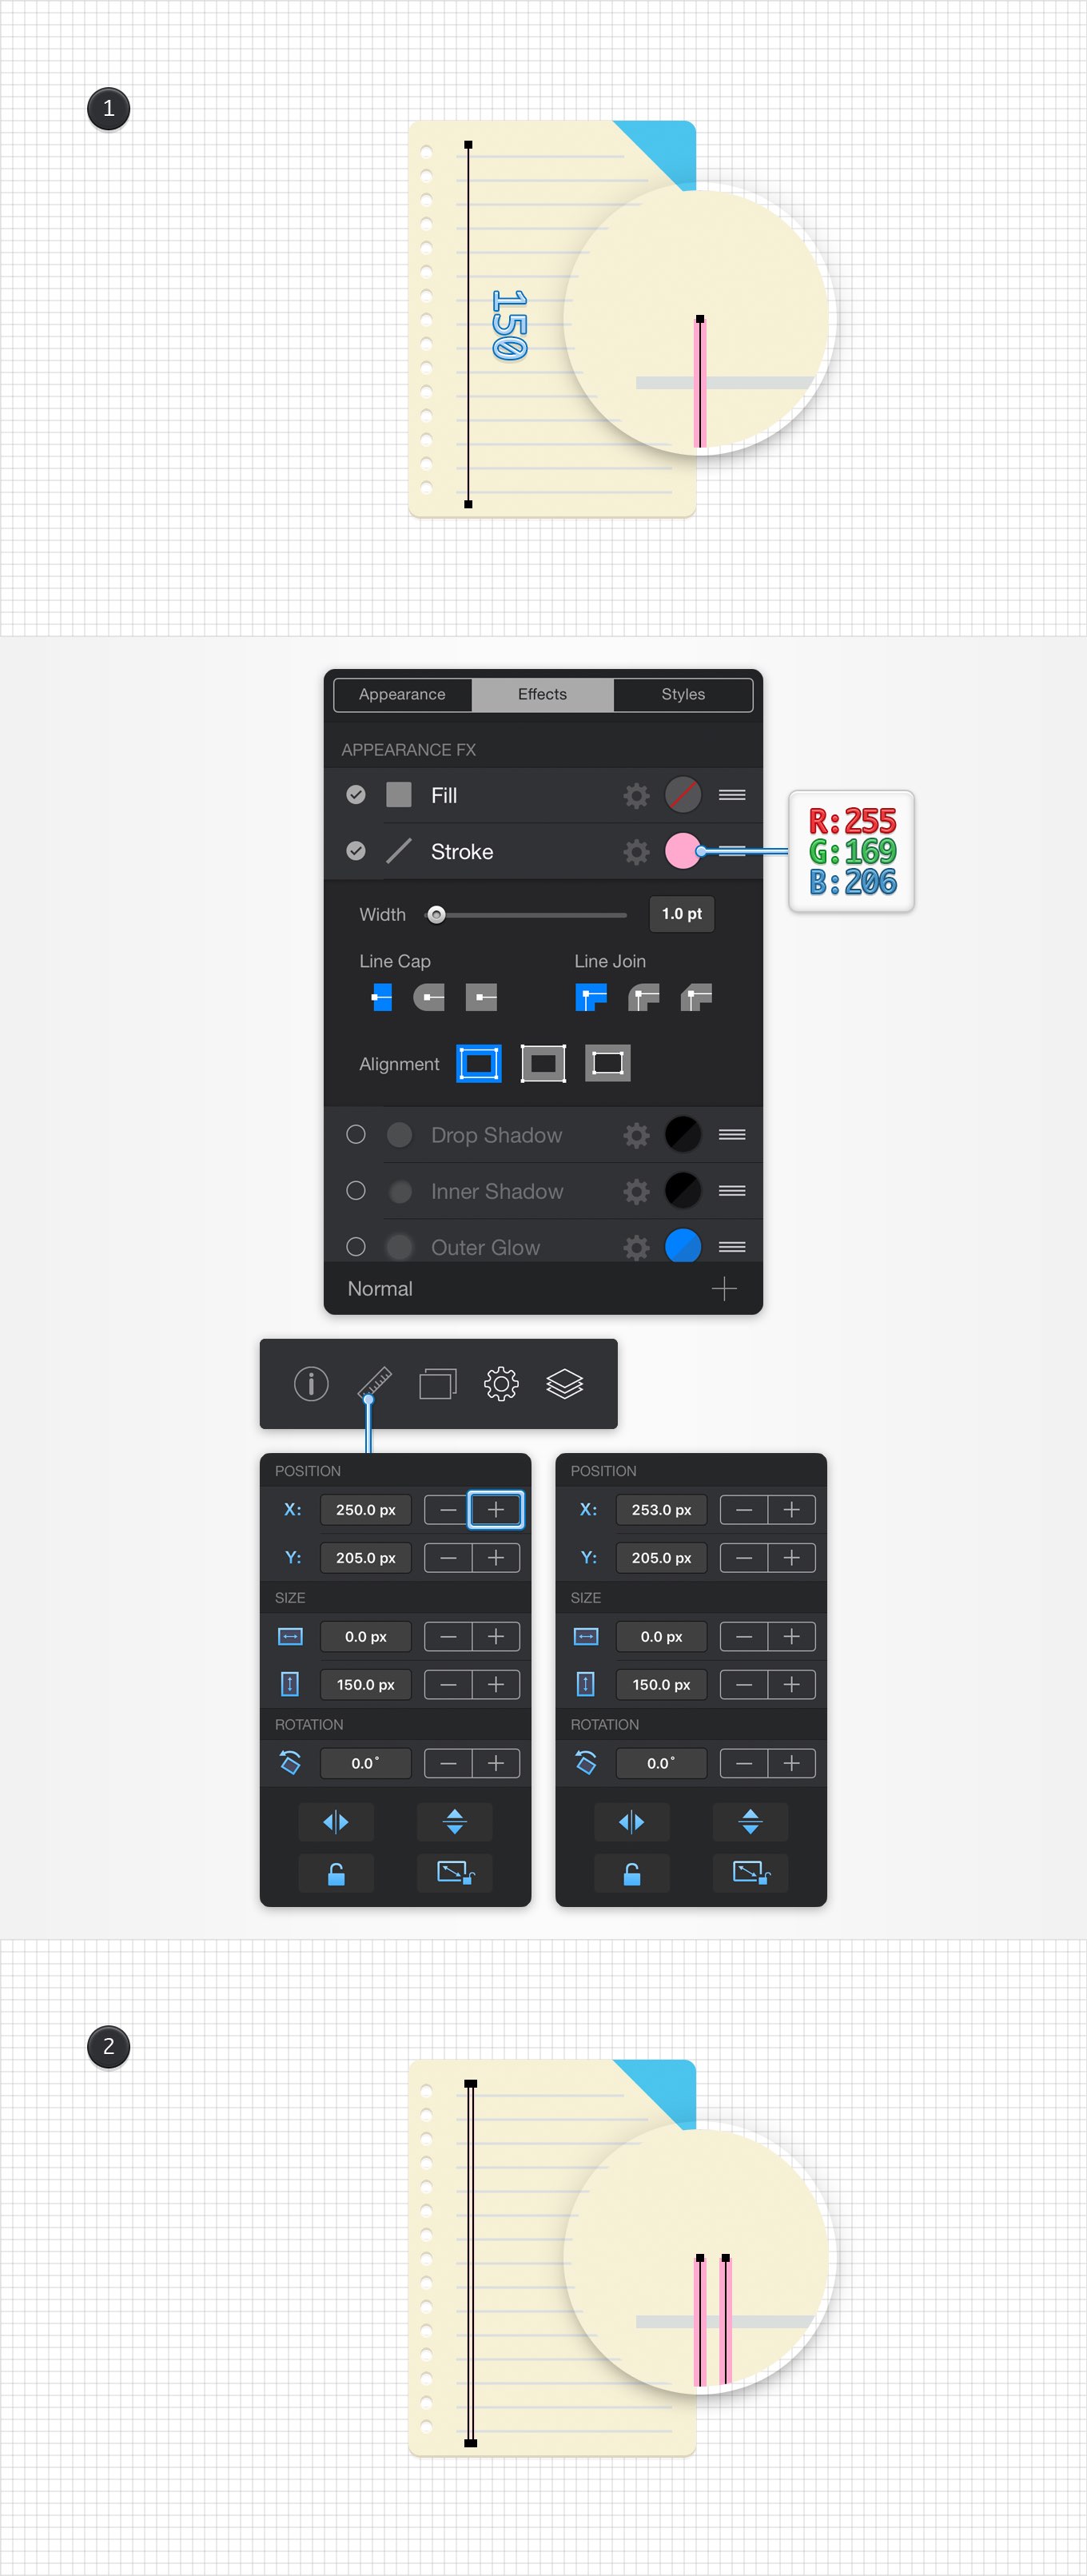 1
150
Appearance Effects Styles
APPEARANCE FX
Fill
Stroke
R:255
G:169
B:206
Width 1.0 pt
Line Cap Line Join
Alignment
Drop Shadow
Inner Shadow
Outer Glow
Normal
POSITION
X: 250.0 px
Y: 205.0 px
SIZE
0.0 px
150.0 px
ROTATION
0.0°
POSITION
X: 253.0 px
Y: 205.0 px
SIZE
0.0 px
150.0 px
ROTATION
0.0°
2